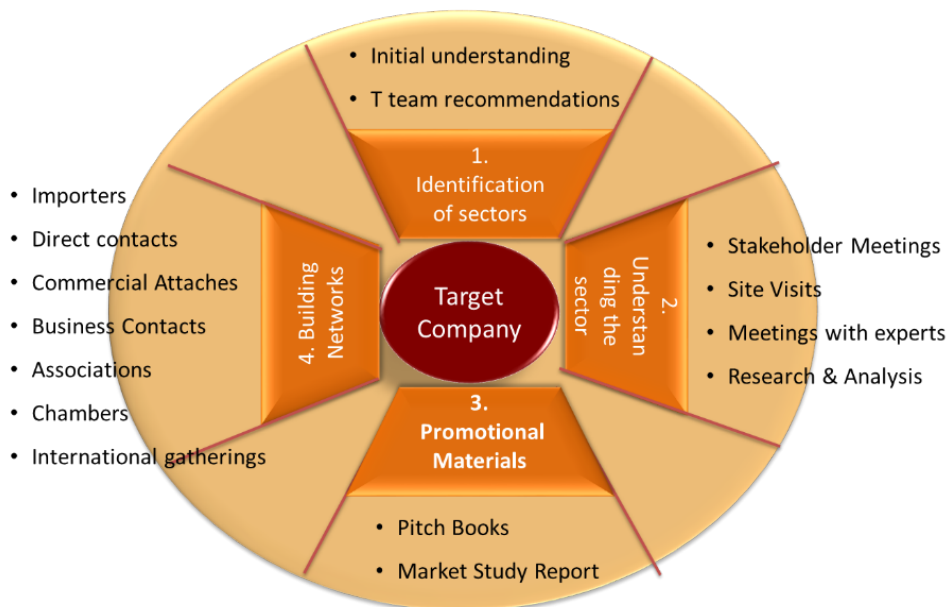 • Initial understanding
• T team recommendations
1.
Identification
of sectors
2.
Understan
ding the
sector
• Stakeholder Meetings
• Site Visits
• Meetings with experts
• Research & Analysis
3.
Promotional
Materials
• Pitch Books
• Market Study Report
4. Building
Networks
• Importers
• Direct contacts
• Commercial Attaches
• Business Contacts
• Associations
• Chambers
• International gatherings
Target
Company